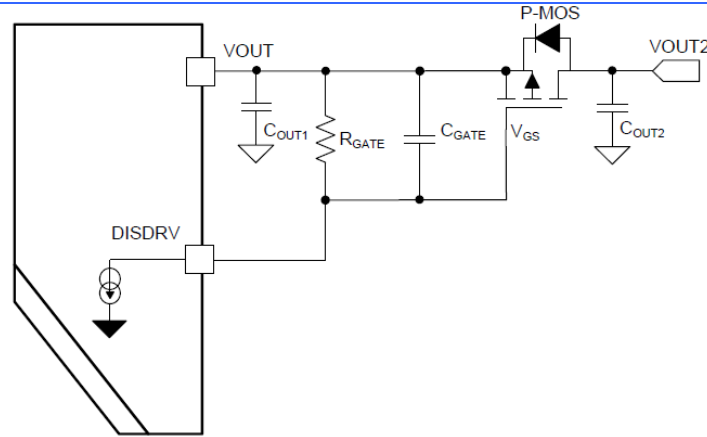 P-MOS
VOUT
VOUT2
COUT1
RGATE
CGATE
VGS
COUT2
DISDRV